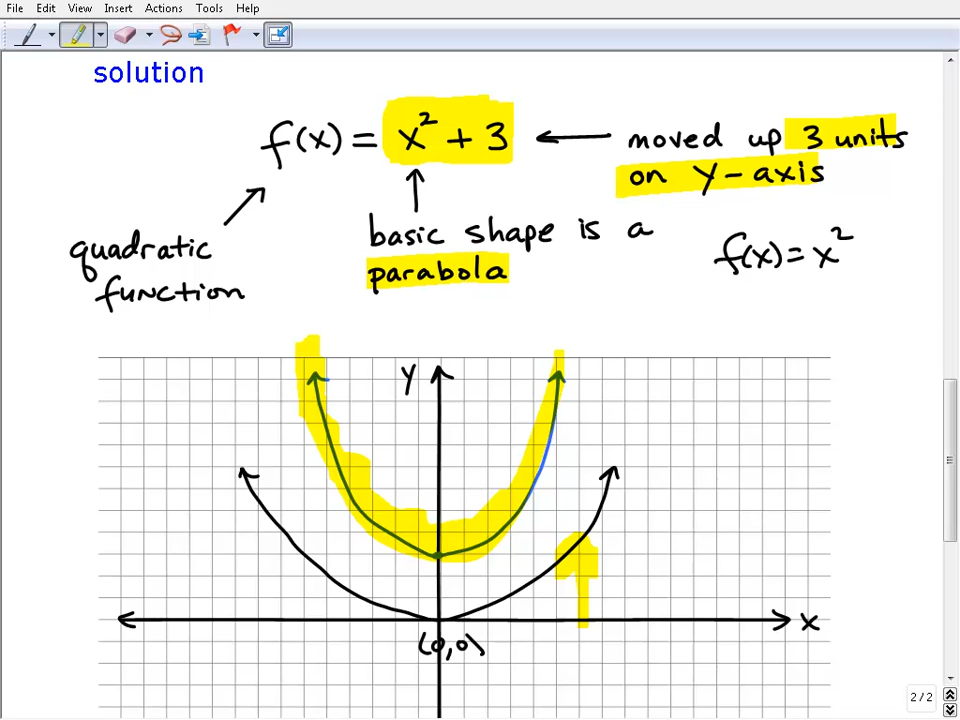 File Edit View Insert Actions Tools Help
solution
f(x) = x² + 3 ← moved up 3 units
on y-axis
quadratic
function
basic shape is a
parabola
f(x) = x²
y
x
(0,0)
2 / 2